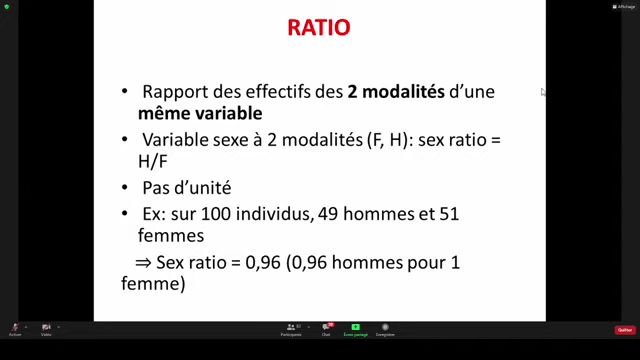 Affichage
RATIO
• Rapport des effectifs des 2 modalités d'une
même variable
• Variable sexe à 2 modalités (F, H): sex ratio =
H/F
• Pas d'unité
• Ex: sur 100 individus, 49 hommes et 51
femmes
⇒ Sex ratio = 0,96 (0,96 hommes pour 1
femme)
87
Activer Vidéo Participants Chat Écran partagé Enregistrer Quitter